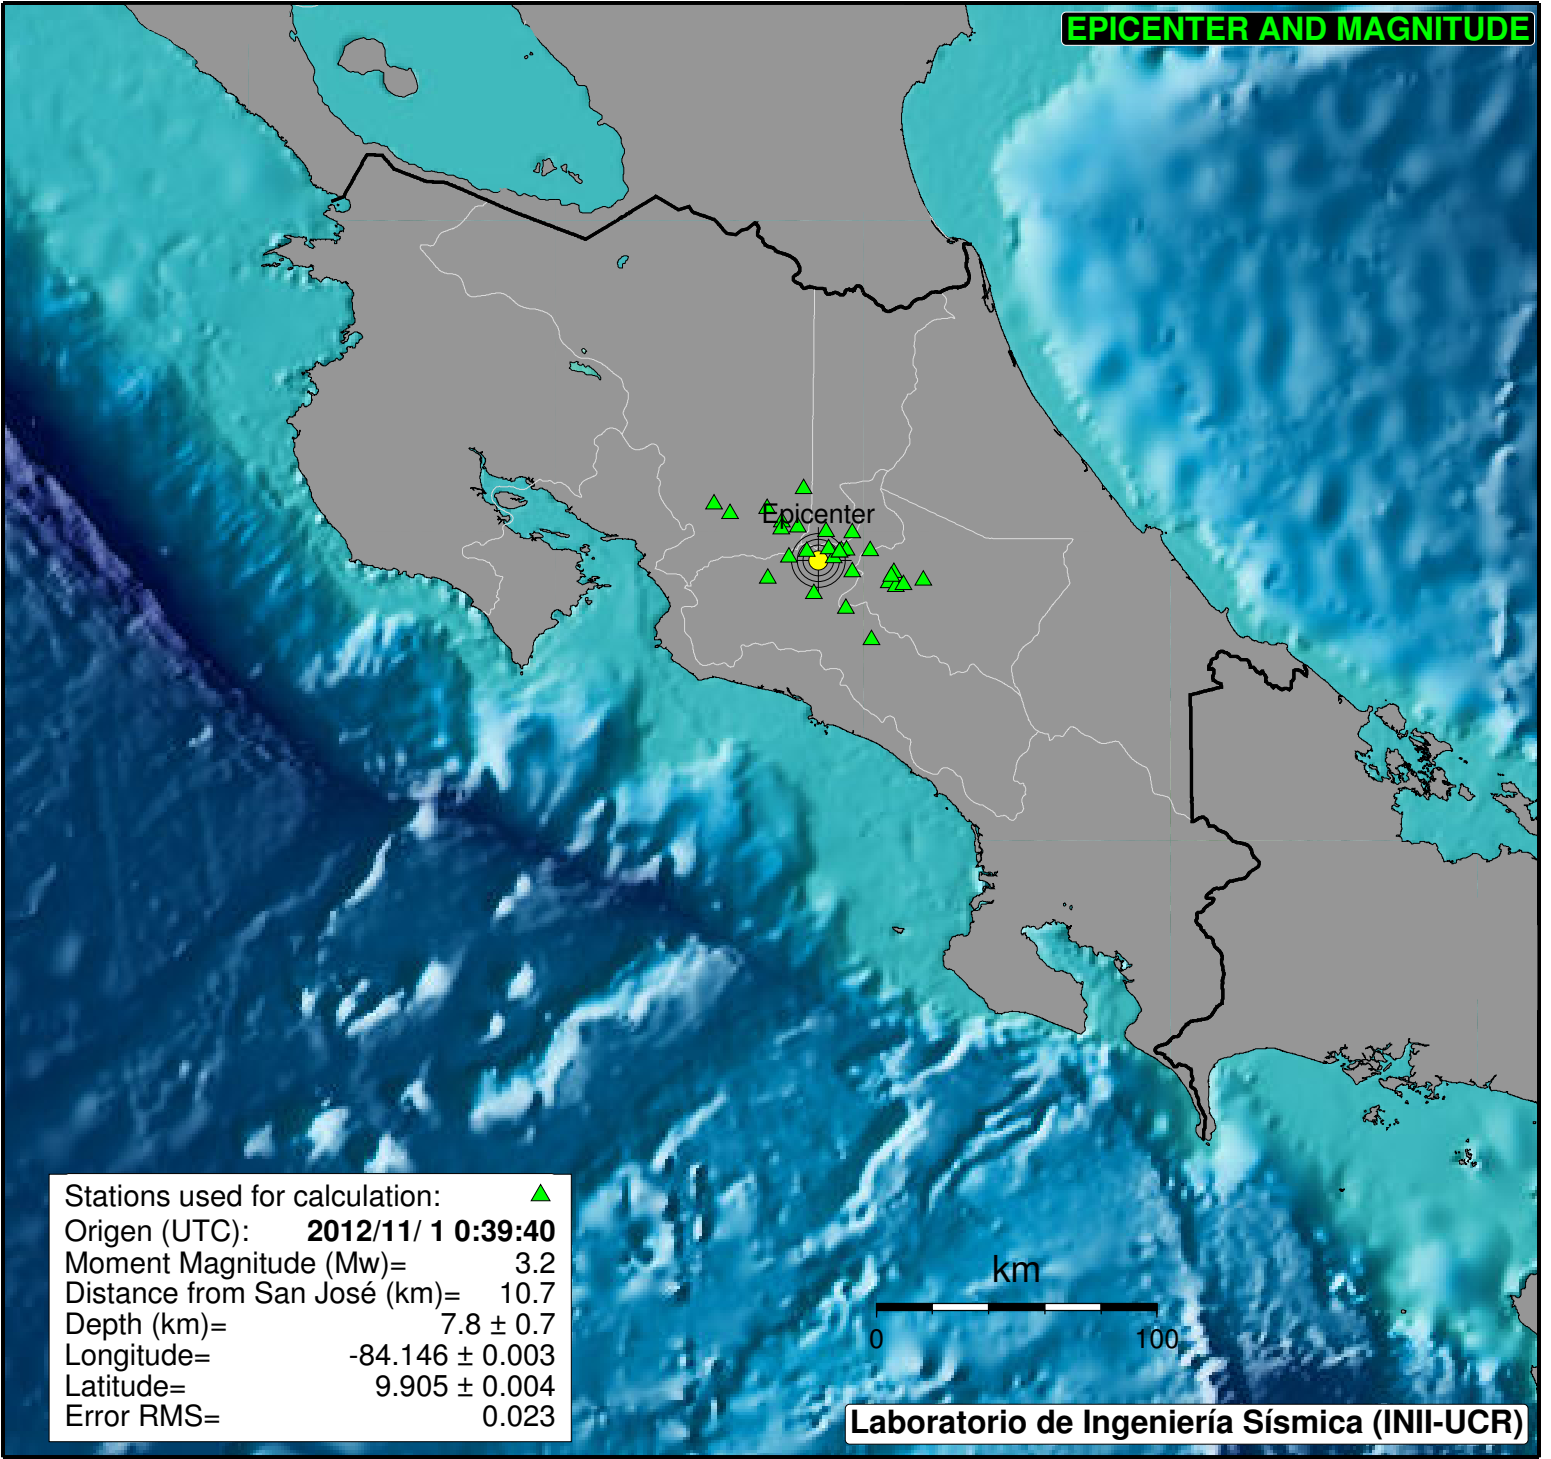 EPICENTER AND MAGNITUDE
Epicenter
Stations used for calculation:
Origen (UTC): 2012/11/ 1 0:39:40
Moment Magnitude (Mw)= 3.2
Distance from San José (km)= 10.7
Depth (km)= 7.8 ± 0.7
Longitude= -84.146 ± 0.003
Latitude= 9.905 ± 0.004
Error RMS= 0.023
km
0 100
Laboratorio de Ingeniería Sísmica (INII-UCR)